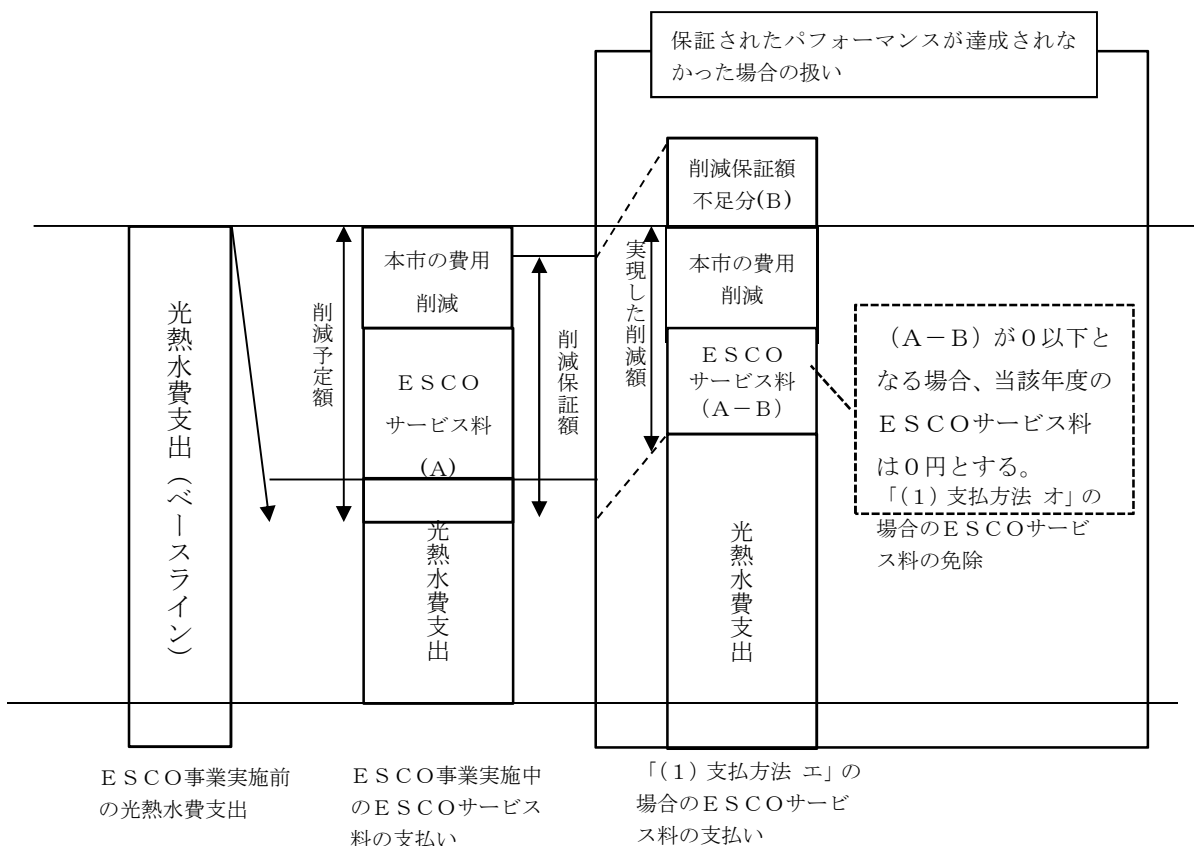 保証されたパフォーマンスが達成されな
かった場合の扱い
削減保証額
不足分(B)
光熱水費支出（ベースライン）
削減予定額
本市の費用
削減
ＥＳＣＯ
サービス料
(A)
光熱水費支出
削減保証額
実現した削減額
本市の費用
削減
ＥＳＣＯ
サービス料
(Ａ－Ｂ)
光熱水費支出
（Ａ－Ｂ）が０以下と
なる場合、当該年度の
ＥＳＣＯサービス料
は０円とする。
「(1) 支払方法 オ」の
場合のＥＳＣＯサービ
ス料の免除
ＥＳＣＯ事業実施前
の光熱水費支出
ＥＳＣＯ事業実施中
のＥＳＣＯサービス
料の支払い
「(1) 支払方法 エ」の
場合のＥＳＣＯサービ
ス料の支払い